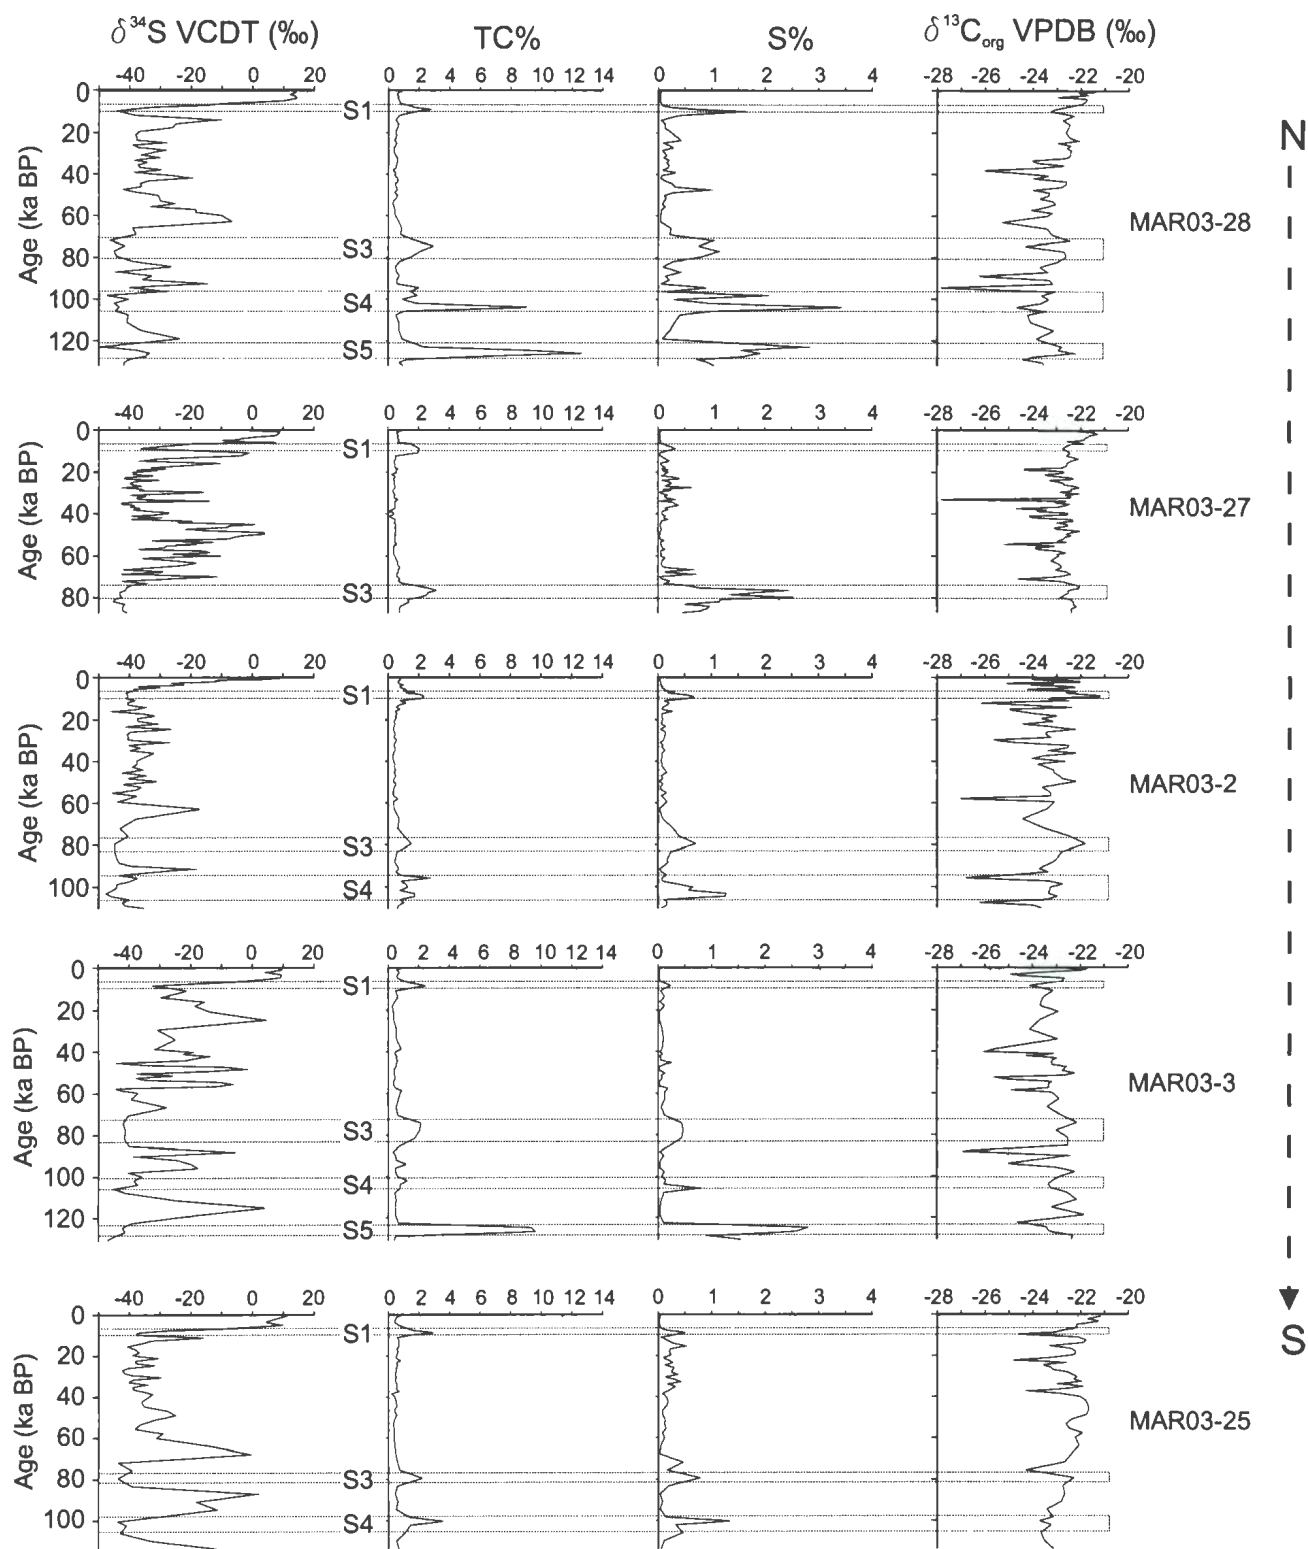 δ³⁴S VCDT (‰) TC% S% δ¹³Corg VPDB (‰)
-40 -20 0 20 0 2 4 6 8 10 12 14 0 1 2 3 4 -28 -26 -24 -22 -20
0
S1
20
40
60
S3
80
100
S4
120
S5
Age (ka BP)
MAR03-28
N
-40 -20 0 20 0 2 4 6 8 10 12 14 0 1 2 3 4 -28 -26 -24 -22 -20
0
S1
20
40
60
80
S3
Age (ka BP)
MAR03-27
-40 -20 0 20 0 2 4 6 8 10 12 14 0 1 2 3 4 -28 -26 -24 -22 -20
0
S1
20
40
60
80
S3
100
S4
Age (ka BP)
MAR03-2
-40 -20 0 20 0 2 4 6 8 10 12 14 0 1 2 3 4 -28 -26 -24 -22 -20
0
S1
20
40
60
80
S3
100
S4
120
S5
Age (ka BP)
MAR03-3
-40 -20 0 20 0 2 4 6 8 10 12 14 0 1 2 3 4 -28 -26 -24 -22 -20
0
S1
20
40
60
80
S3
100
S4
Age (ka BP)
MAR03-25
S